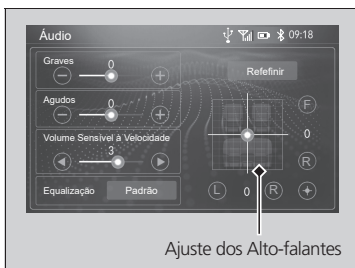 Áudio
09:18
Graves
0
Refefinir
Agudos
0
F
0
Volume Sensível à Velocidade
3
R
Equalização
Padrão
L
0
R
Ajuste dos Alto-falantes